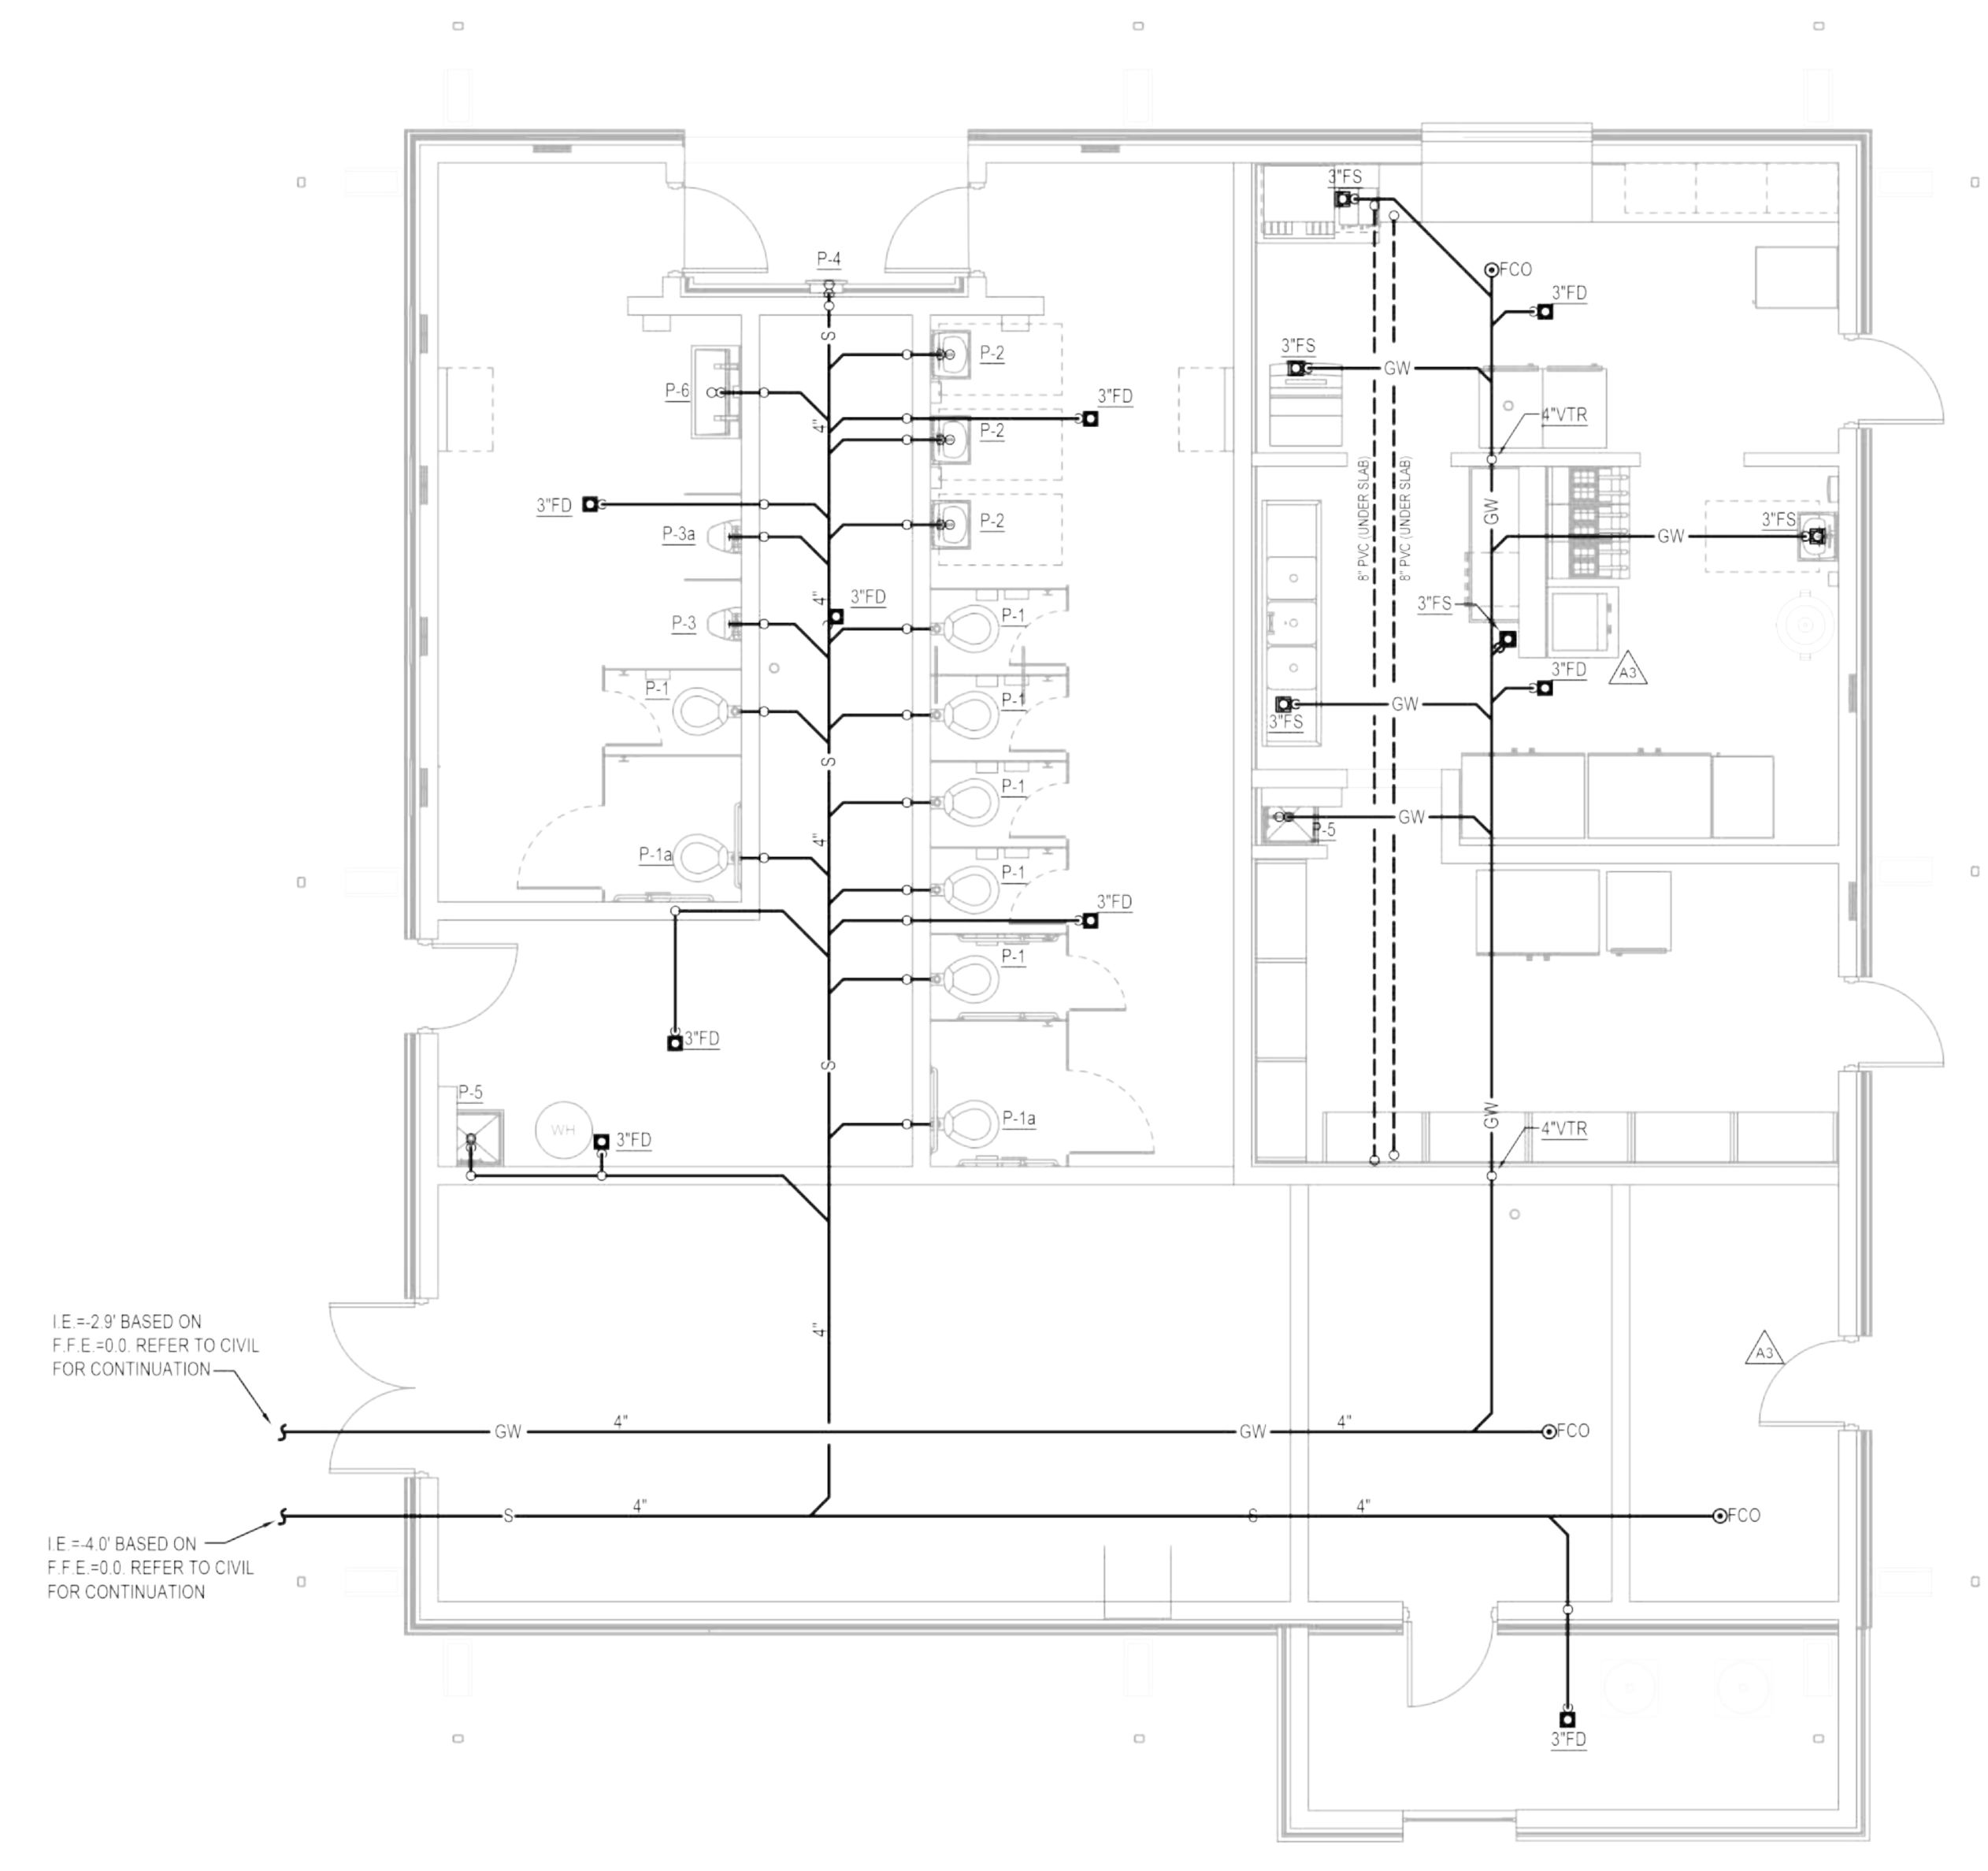 3"FS
P-4
FCO
3"FD
3"FS
P-2
GW
S
P-6
3"FD
4"VTR
4"
P-2
8" PVC (UNDER SLAB)
8" PVC (UNDER SLAB)
3"FD
GW
P-2
3"FS
P-3a
GW
4"
3"FD
3"FS
P-3
P-1
3"FD
A3
P-1
P-1
GW
3"FS
S
P-1
GW
P-5
4"
P-1a
P-1
3"FD
P-1
3"FD
S
P-5
GW
P-1a
4"VTR
WH
3"FD
I.E.=-2.9' BASED ON
F.F.E.=0.0. REFER TO CIVIL
FOR CONTINUATION
4"
A3
GW
4"
GW
4"
FCO
S
4"
S
4"
FCO
I.E.=-4.0' BASED ON
F.F.E.=0.0. REFER TO CIVIL
FOR CONTINUATION
3"FD